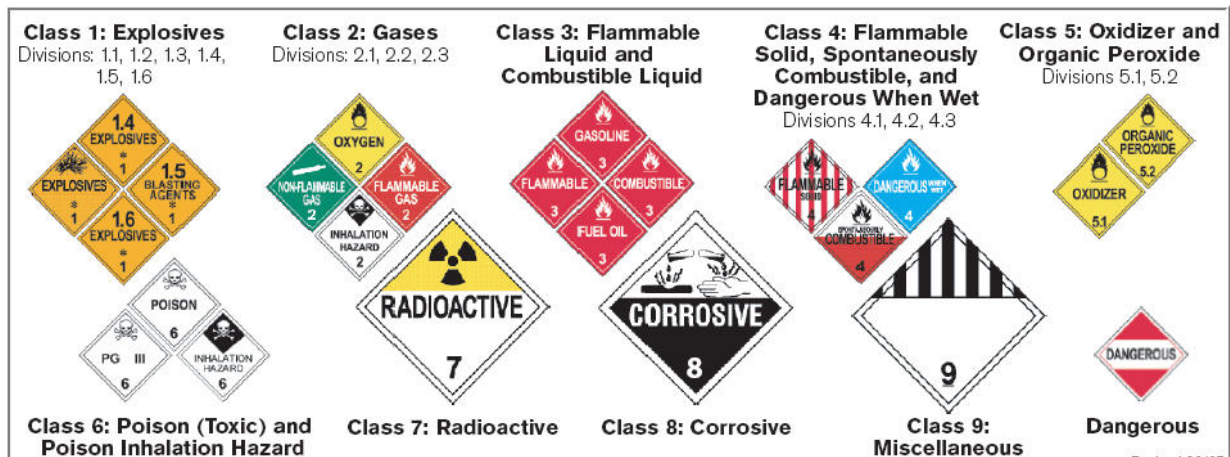 Class 1: Explosives
Divisions: 1.1, 1.2, 1.3, 1.4,
1.5, 1.6
1.4
EXPLOSIVES
*
1
EXPLOSIVES
*
1
1.5
BLASTING
AGENTS
*
1
1.6
EXPLOSIVES
*
1
Class 2: Gases
Divisions: 2.1, 2.2, 2.3
OXYGEN
2
NON-FLAMMABLE
GAS
2
FLAMMABLE
GAS
2
INHALATION
HAZARD
2
Class 3: Flammable
Liquid and
Combustible Liquid
GASOLINE
3
FLAMMABLE
3
COMBUSTIBLE
3
FUEL OIL
3
Class 4: Flammable
Solid, Spontaneously
Combustible, and
Dangerous When Wet
Divisions 4.1, 4.2, 4.3
FLAMMABLE
SOLID
4
DANGEROUS WHEN WET
4
SPONTANEOUSLY
COMBUSTIBLE
4
Class 5: Oxidizer and
Organic Peroxide
Divisions 5.1, 5.2
ORGANIC
PEROXIDE
5.2
OXIDIZER
5.1
POISON
6
PG III
6
INHALATION
HAZARD
6
Class 6: Poison (Toxic) and
Poison Inhalation Hazard
RADIOACTIVE
7
Class 7: Radioactive
CORROSIVE
8
Class 8: Corrosive
9
Class 9:
Miscellaneous
DANGEROUS
Dangerous